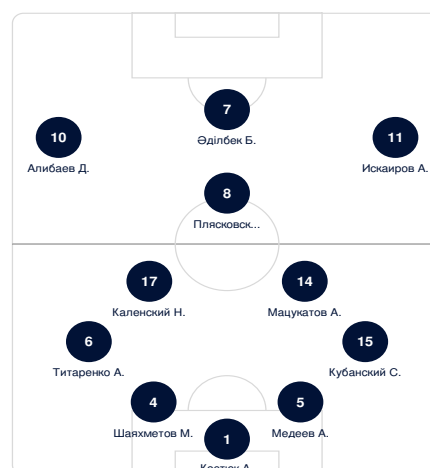 7
Әділбек Б.
10
11
Алибаев Д.
Искаиров А.
8
Плясковск...
17
14
Каленский Н.
Мацукатов А.
6
15
Титаренко А.
Кубанский С.
4
5
Шаяхметов М.
Медеев А.
1